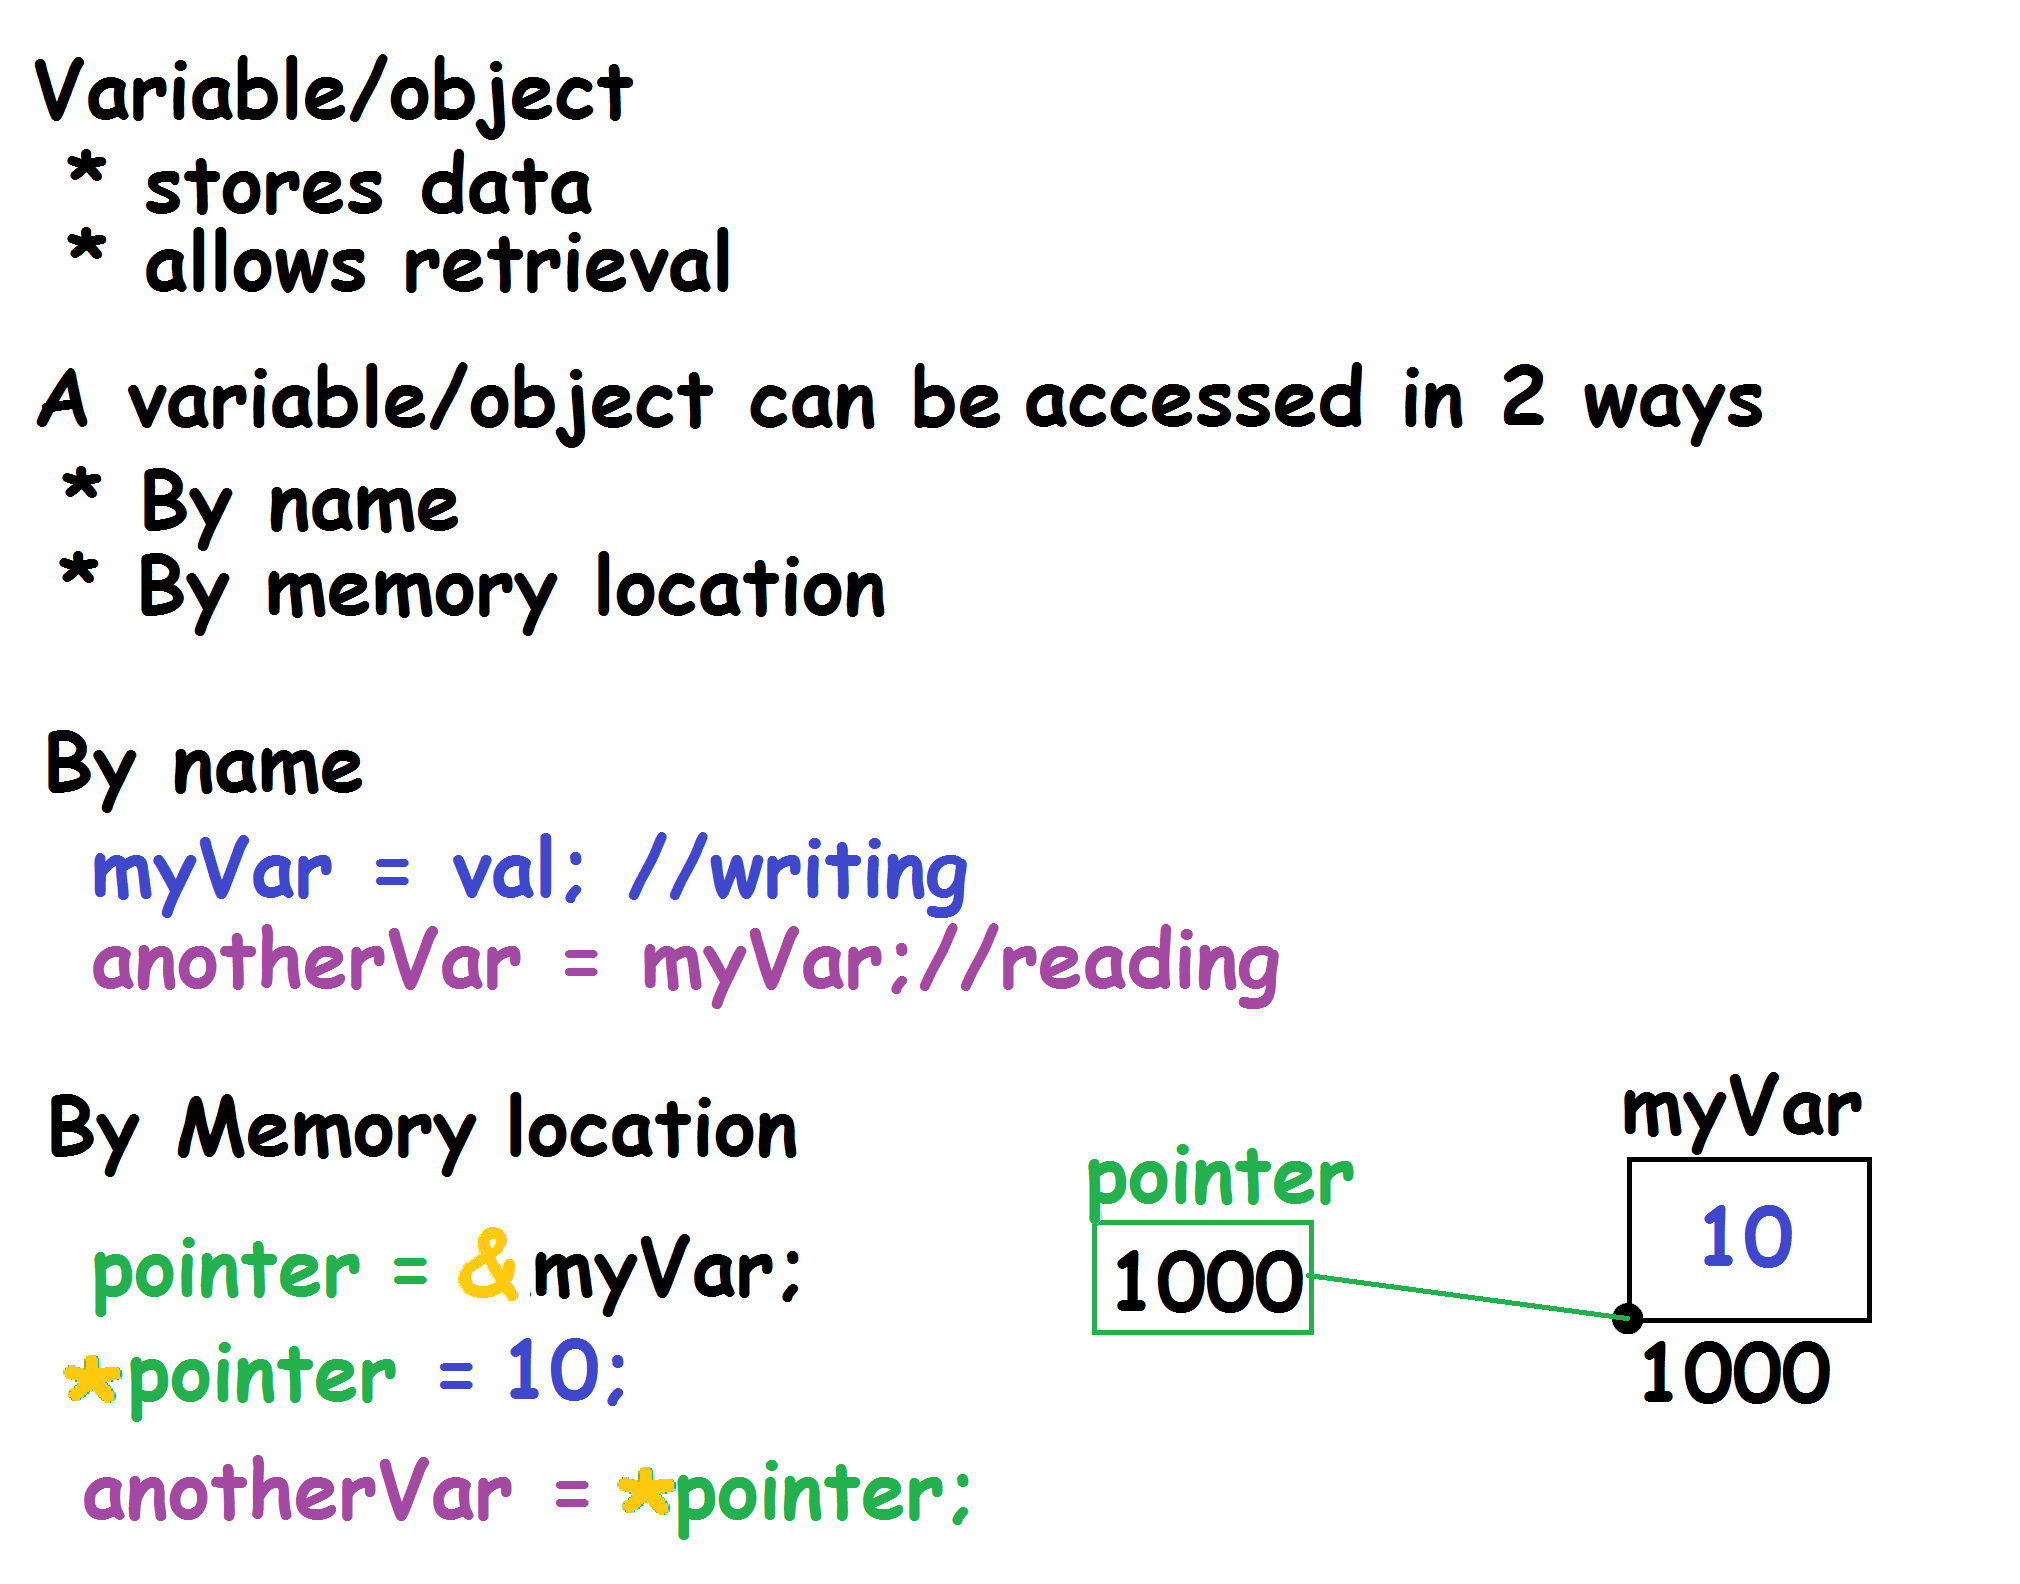 Variable/object
* stores data
* allows retrieval
A variable/object can be accessed in 2 ways
* By name
* By memory location
By name
myVar = val; //writing
anotherVar = myVar;//reading
By Memory location
pointer = &myVar;
*pointer = 10;
anotherVar = *pointer;
pointer
1000
myVar
10
1000